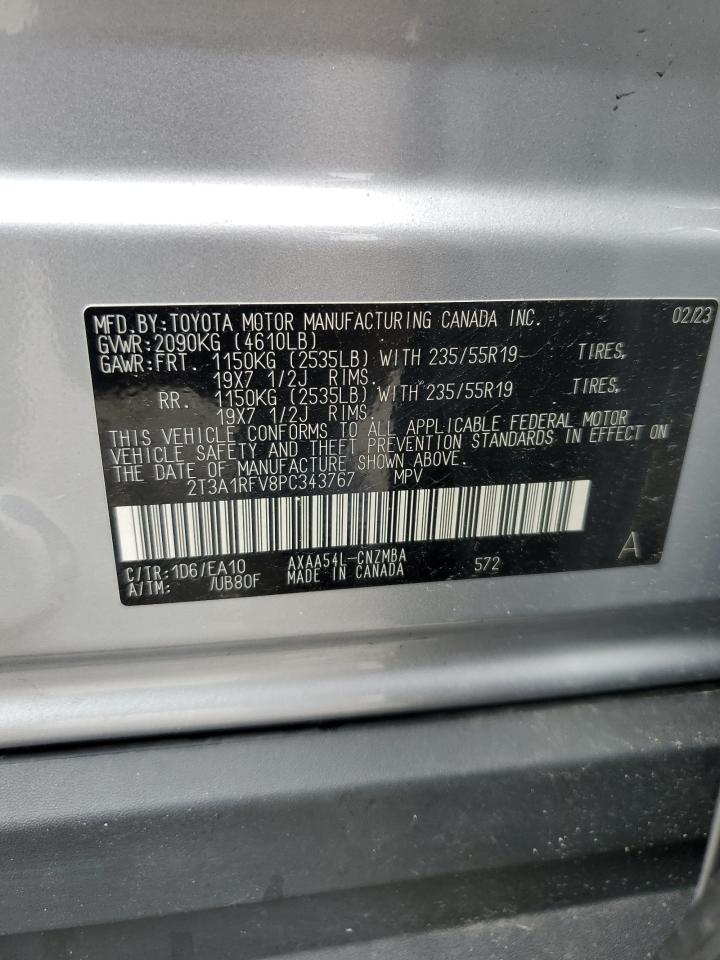 MFD.BY:TOYOTA MOTOR MANUFACTURING CANADA INC. 02/23
GVWR:2090KG (4610LB)
GAWR:FRT. 1150KG (2535LB) WITH 235/55R19 TIRES,
19X7 1/2J RIMS.
RR. 1150KG (2535LB) WITH 235/55R19 TIRES,
19X7 1/2J RIMS.
THIS VEHICLE CONFORMS TO ALL APPLICABLE FEDERAL MOTOR
VEHICLE SAFETY AND THEFT PREVENTION STANDARDS IN EFFECT ON
THE DATE OF MANUFACTURE SHOWN ABOVE.
2T3A1RFV8PC343767 MPV
C/TR:1D6/EA10 AXAA54L-CNZMBA 572 A
A/TM: /UB80F MADE IN CANADA